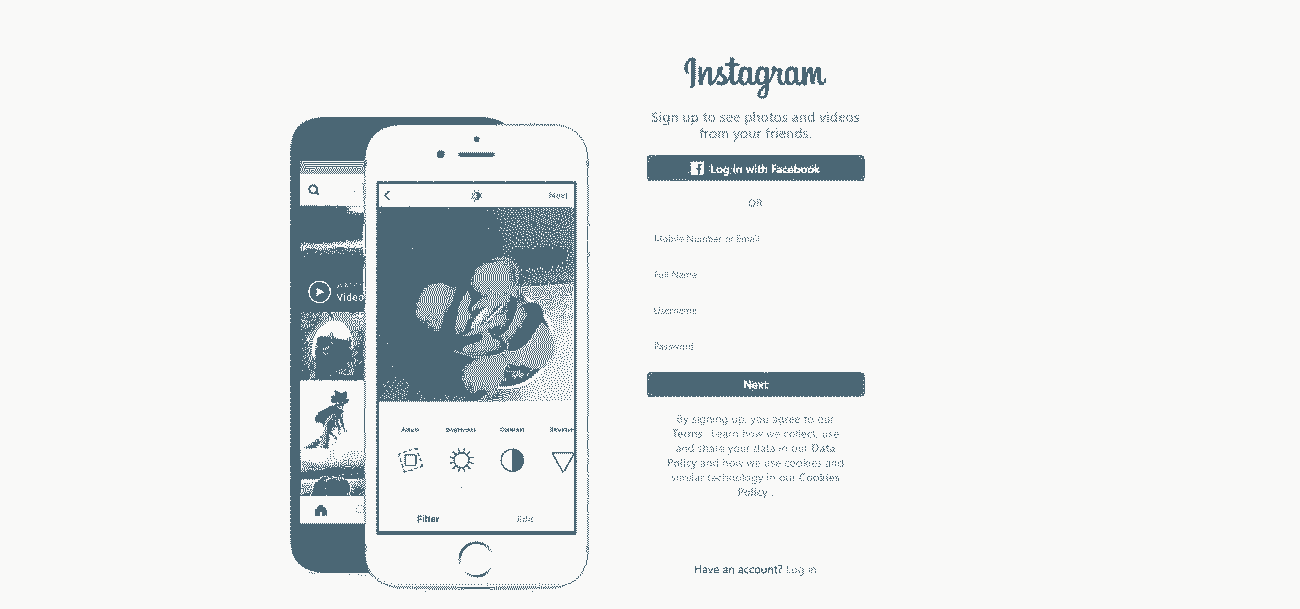 Instagram
Sign up to see photos and videos
from your friends.
Log in with Facebook
OR
Mobile Number or Email
Full Name
Username
Password
Next
By signing up, you agree to our
Terms . Learn how we collect, use
and share your data in our Data
Policy and how we use cookies and
similar technology in our Cookies
Policy .
Have an account? Log in
Next
Video
Adjust
Brightness
Contrast
Filter
Edit